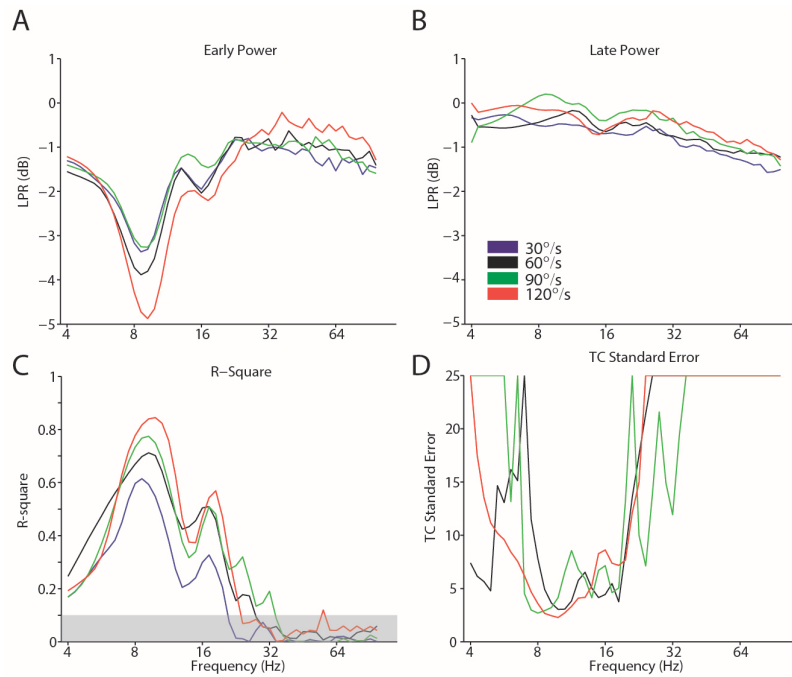 A
Early Power
1
0
−1
−2
−3
−4
−5
LPR (dB)
4 8 16 32 64
B
Late Power
1
0
−1
−2
−3
−4
−5
LPR (dB)
30°/s
60°/s
90°/s
120°/s
4 8 16 32 64
C
R−Square
1
0.8
0.6
0.4
0.2
0
R-square
4 8 16 32 64
Frequency (Hz)
D
TC Standard Error
25
20
15
10
5
0
TC Standard Error
4 8 16 32 64
Frequency (Hz)